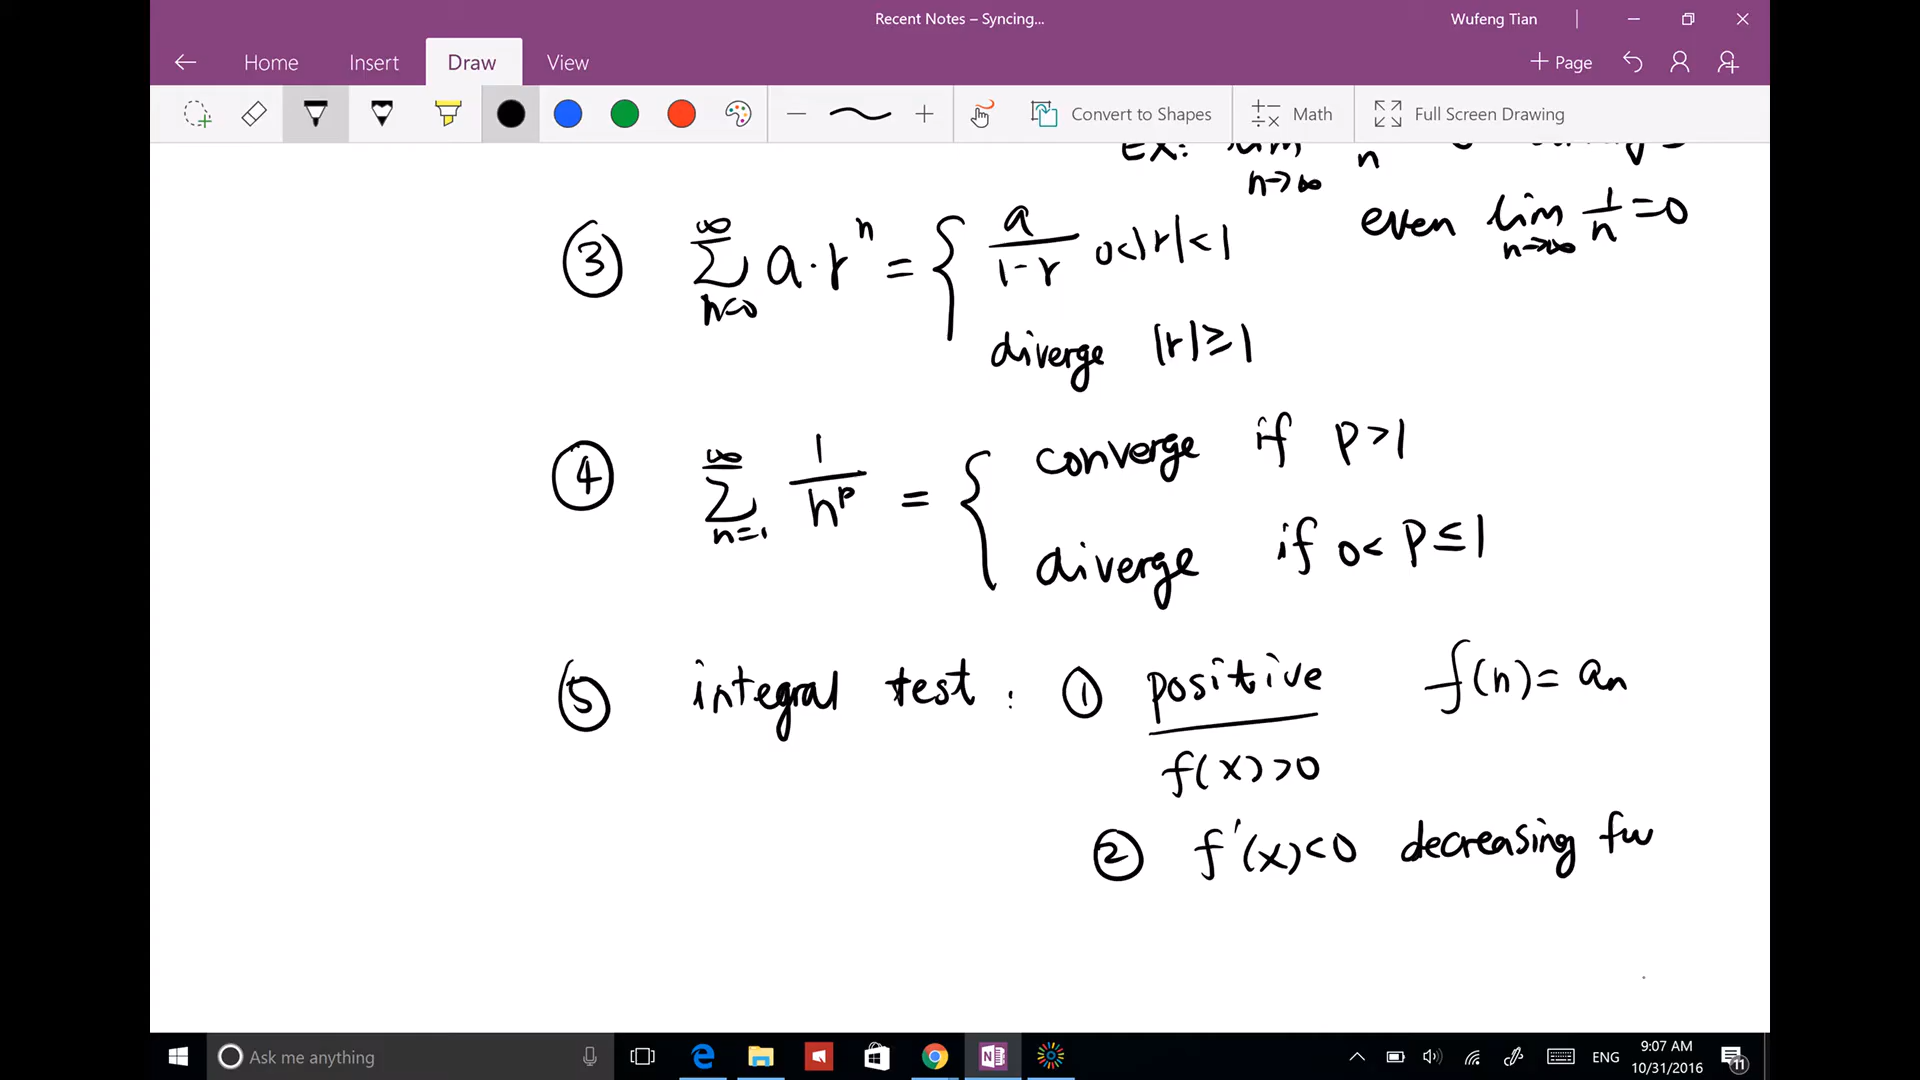 Recent Notes – Syncing...
Wufeng Tian
Home Insert Draw View
Page
Convert to Shapes
Math
Full Screen Drawing
EX: lim n→∞ n
even lim n→∞ 1/n = 0
③ ∑ n=0 ∞ a·rⁿ = { a/(1-r) 0<|r|<1
diverge |r|≥1
④ ∑ n=1 ∞ 1/nᵖ = { converge if p>1
diverge if 0< p≤1
⑤ integral test: ① positive f(n)= aₙ
f(x)>0
② f'(x)<0 decreasing
Ask me anything
ENG
9:07 AM
10/31/2016
11